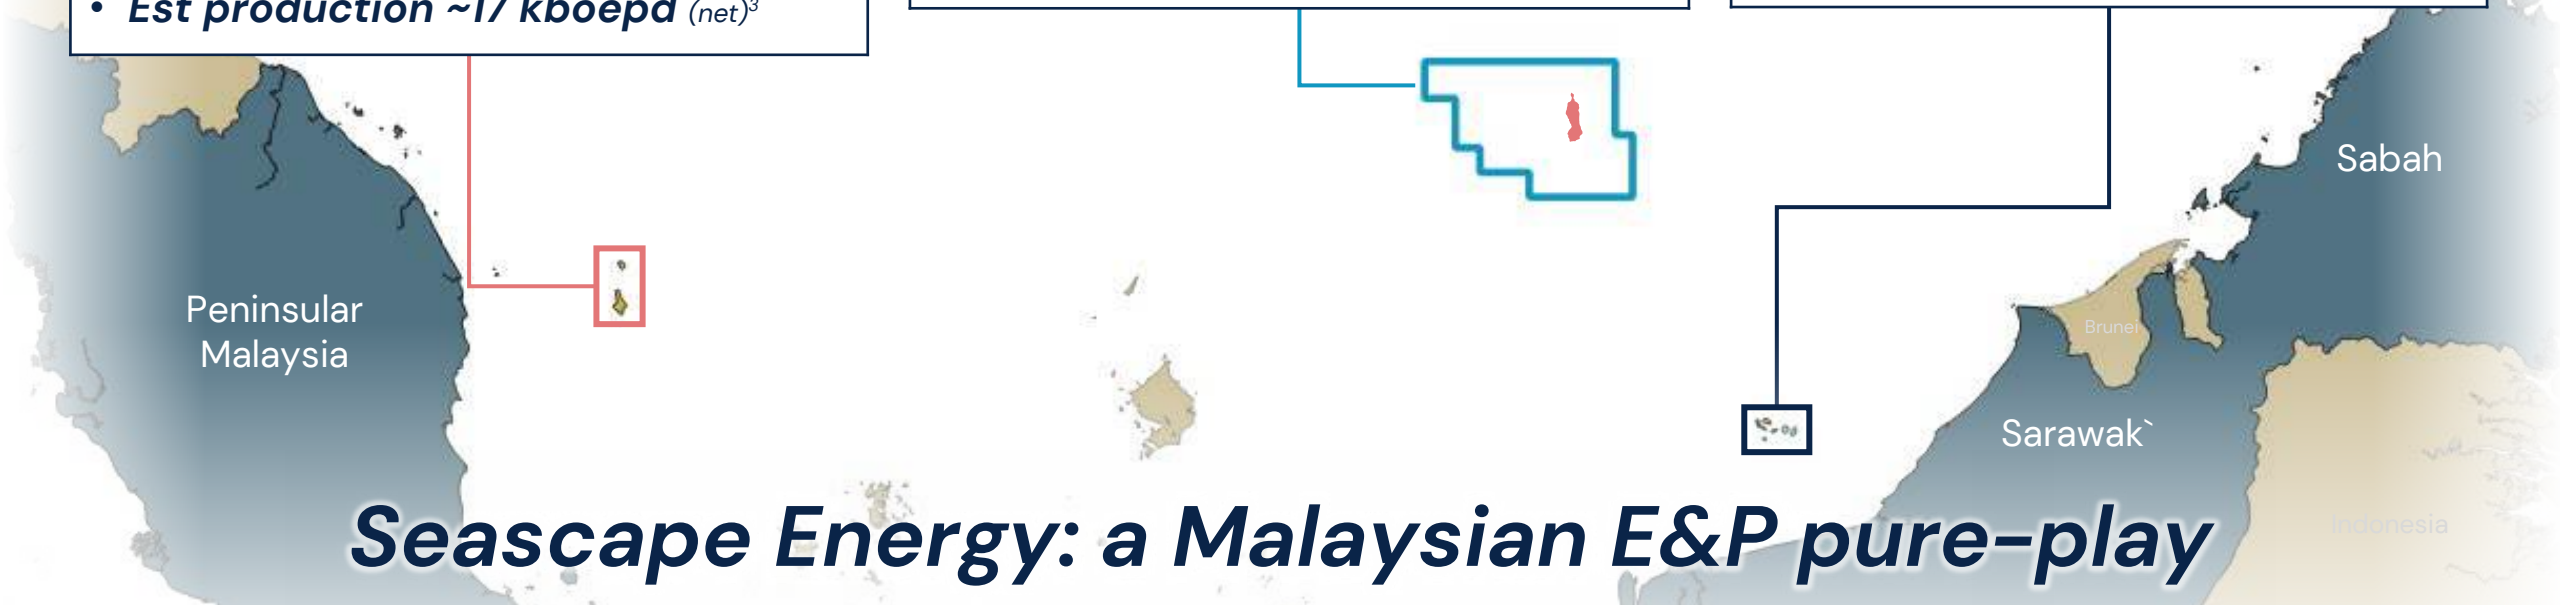 • Est production ~17 kboepd (net)³
Sabah
Peninsular
Malaysia
Brunei
Sarawak`
Indonesia
Seascape Energy: a Malaysian E&P pure-play